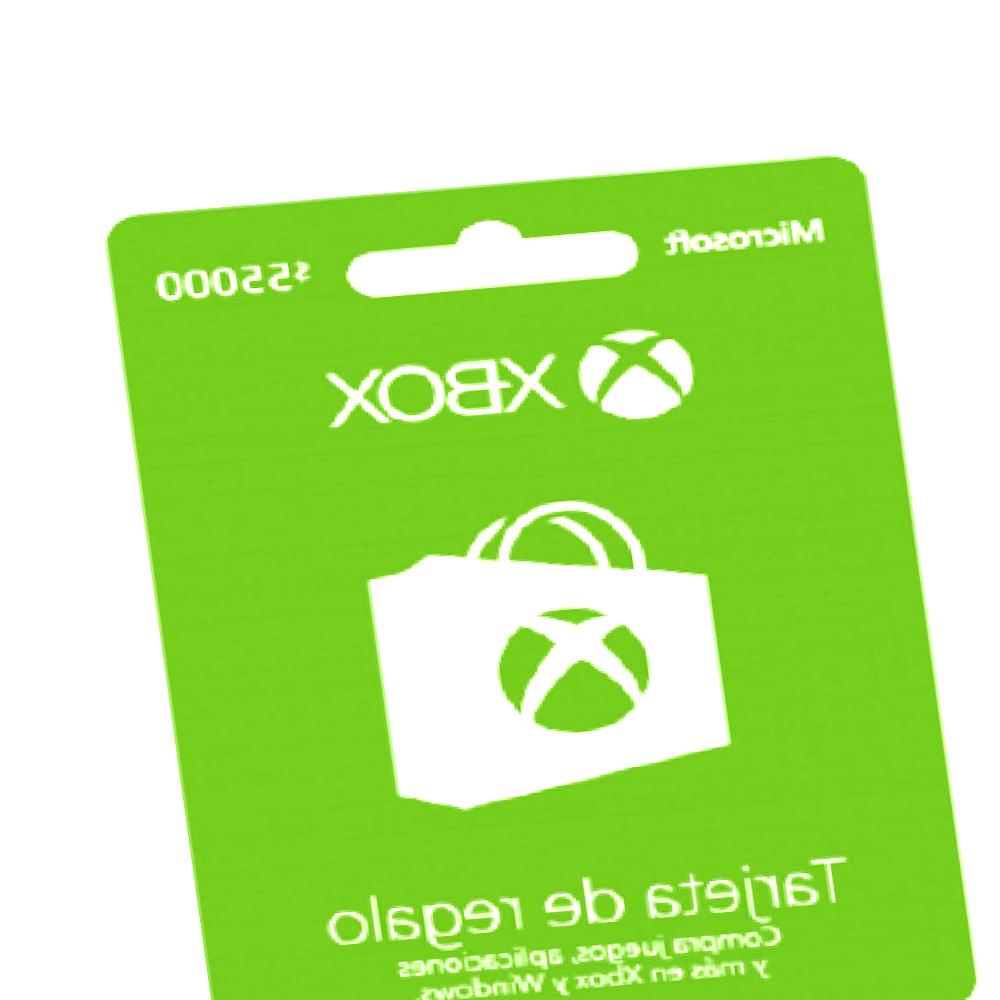 Microsoft $55000
XBOX
Tarjeta de regalo
Compra juegos, aplicaciones
y más en Xbox y Windows.